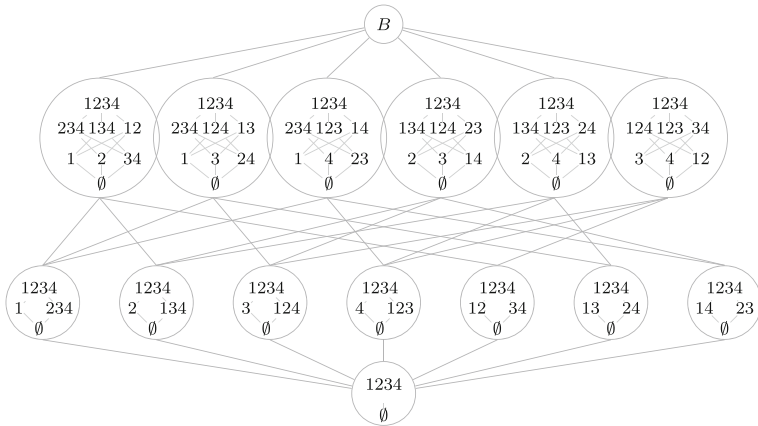 B
1234 1234 1234 1234 1234 1234
234 134 12 234 124 13 234 123 14 134 124 23 134 123 24 124 123 34
1 2 34 1 3 24 1 4 23 2 3 14 2 4 13 3 4 12
∅ ∅ ∅ ∅ ∅ ∅
1234 1234 1234 1234 1234 1234 1234
1 234 2 134 3 124 4 123 12 34 13 24 14 23
∅ ∅ ∅ ∅ ∅ ∅ ∅
1234
∅